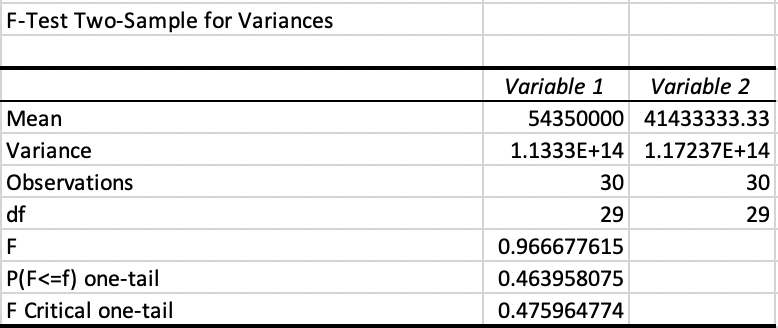 F-Test Two-Sample for Variances
Variable 1 Variable 2
Mean 54350000 41433333.33
Variance 1.1333E+14 1.17237E+14
Observations 30 30
df 29 29
F 0.966677615
P(F<=f) one-tail 0.463958075
F Critical one-tail 0.475964774